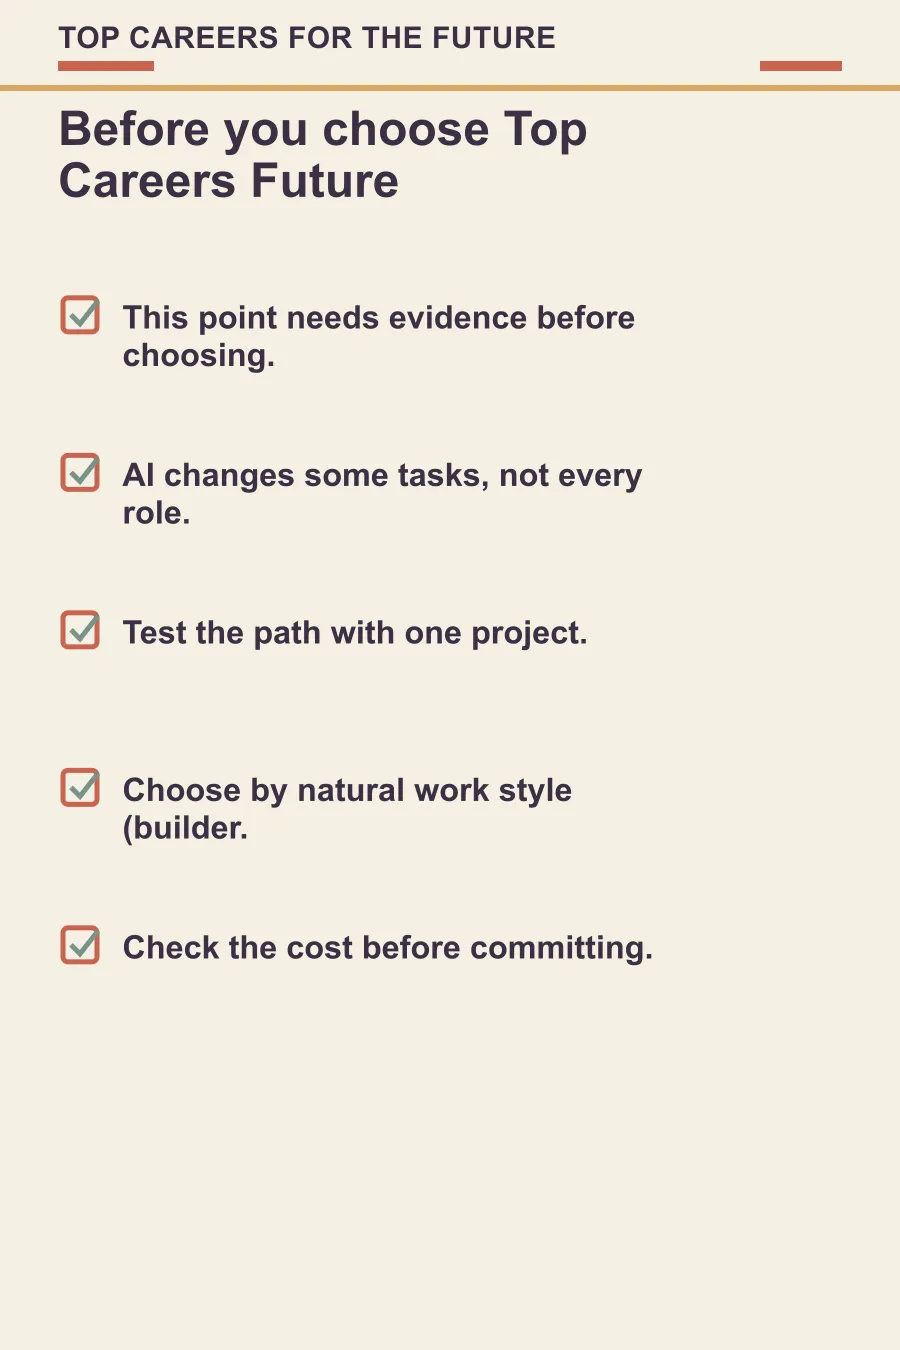 TOP CAREERS FOR THE FUTURE
Before you choose Top
Careers Future
This point needs evidence before
choosing.
AI changes some tasks, not every
role.
Test the path with one project.
Choose by natural work style
(builder.
Check the cost before committing.